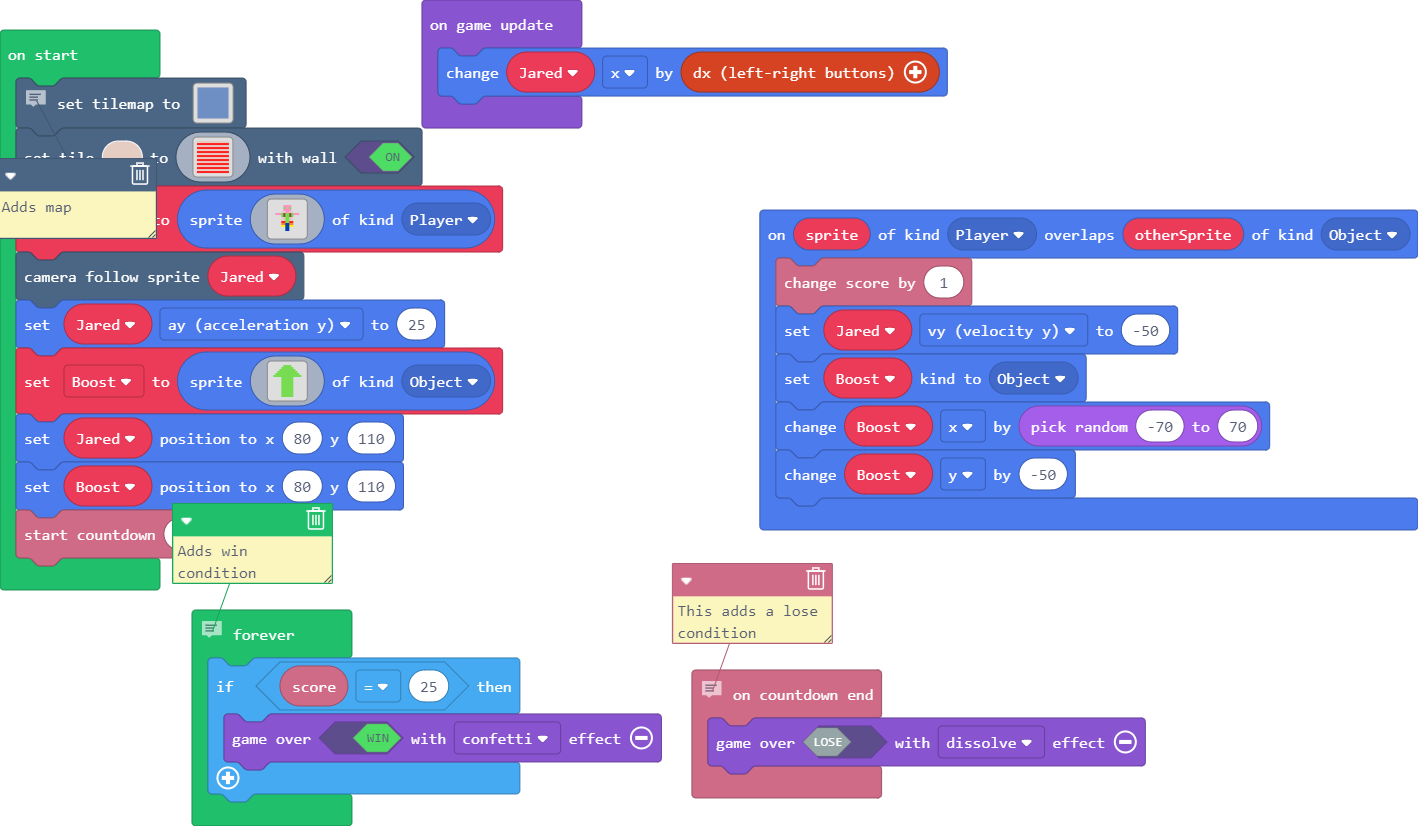 on start
set tilemap to
set tile to with wall ON
Adds map
to sprite of kind Player
camera follow sprite Jared
set Jared ay (acceleration y) to 25
set Boost to sprite of kind Object
set Jared position to x 80 y 110
set Boost position to x 80 y 110
start countdown
on game update
change Jared x by dx (left-right buttons)
on sprite of kind Player overlaps otherSprite of kind Object
change score by 1
set Jared vy (velocity y) to -50
set Boost kind to Object
change Boost x by pick random -70 to 70
change Boost y by -50
Adds win
condition
forever
if score = 25 then
game over WIN with confetti effect
This adds a lose
condition
on countdown end
game over LOSE with dissolve effect